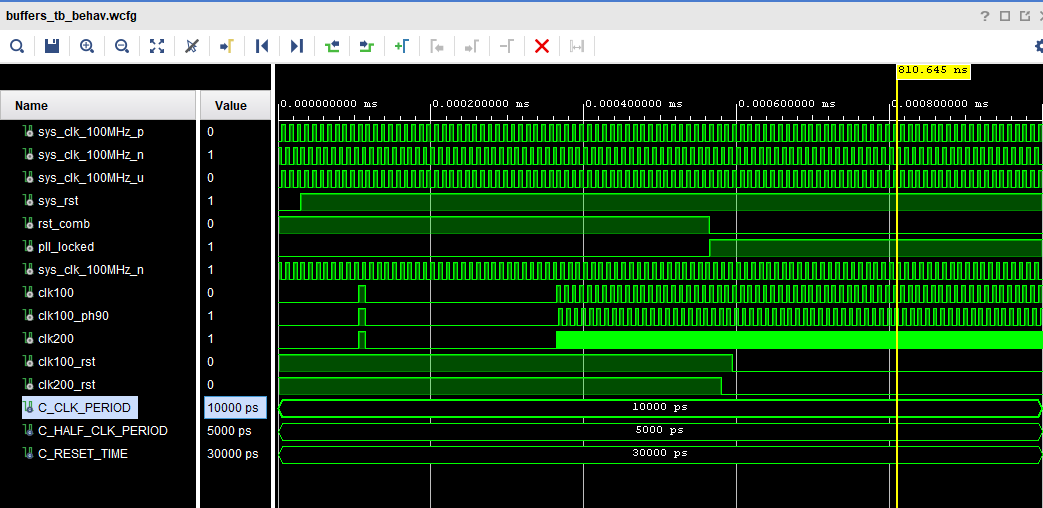 buffers_tb_behav.wcfg
?
810.645 ns
Name Value
0.000000000 ms 0.000200000 ms 0.000400000 ms 0.000600000 ms 0.000800000 ms
sys_clk_100MHz_p 0
sys_clk_100MHz_n 1
sys_clk_100MHz_u 0
sys_rst 1
rst_comb 0
pll_locked 1
sys_clk_100MHz_n 1
clk100 0
clk100_ph90 1
clk200 1
clk100_rst 0
clk200_rst 0
C_CLK_PERIOD 10000 ps 10000 ps
C_HALF_CLK_PERIOD 5000 ps 5000 ps
C_RESET_TIME 30000 ps 30000 ps